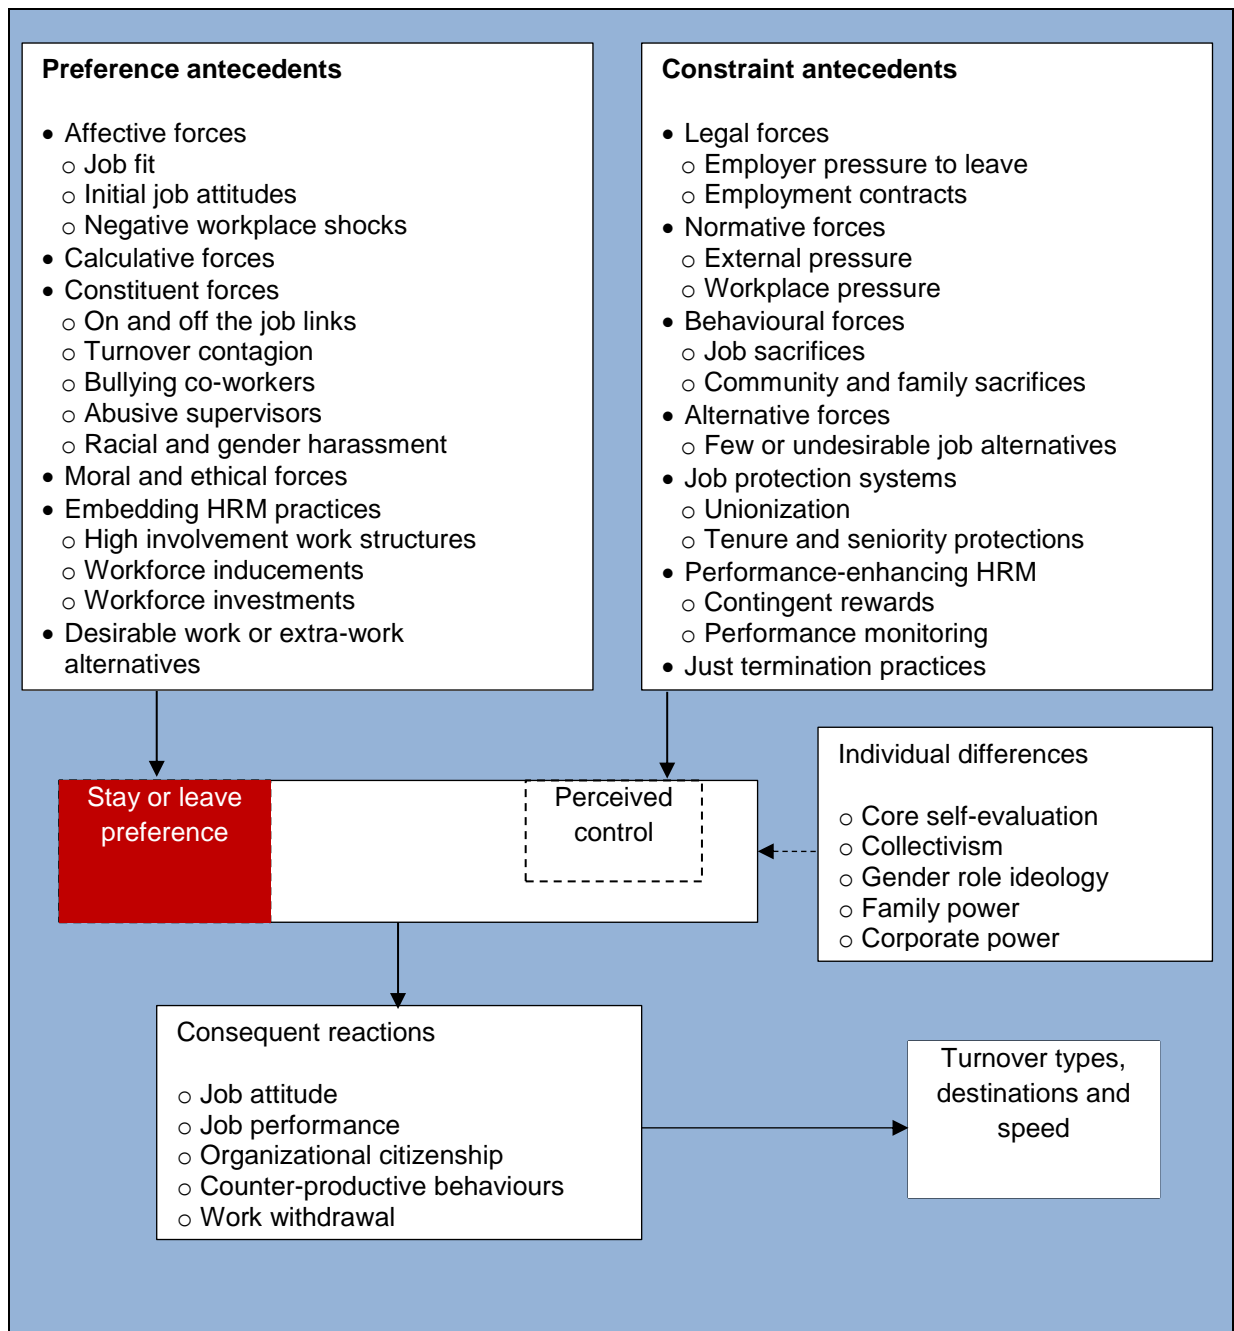 Preference antecedents
• Affective forces
o Job fit
o Initial job attitudes
o Negative workplace shocks
• Calculative forces
• Constituent forces
o On and off the job links
o Turnover contagion
o Bullying co-workers
o Abusive supervisors
o Racial and gender harassment
• Moral and ethical forces
• Embedding HRM practices
o High involvement work structures
o Workforce inducements
o Workforce investments
• Desirable work or extra-work
alternatives
Constraint antecedents
• Legal forces
o Employer pressure to leave
o Employment contracts
• Normative forces
o External pressure
o Workplace pressure
• Behavioural forces
o Job sacrifices
o Community and family sacrifices
• Alternative forces
o Few or undesirable job alternatives
• Job protection systems
o Unionization
o Tenure and seniority protections
• Performance-enhancing HRM
o Contingent rewards
o Performance monitoring
• Just termination practices
Stay or leave
preference
Perceived
control
Individual differences
o Core self-evaluation
o Collectivism
o Gender role ideology
o Family power
o Corporate power
Consequent reactions
o Job attitude
o Job performance
o Organizational citizenship
o Counter-productive behaviours
o Work withdrawal
Turnover types,
destinations and
speed